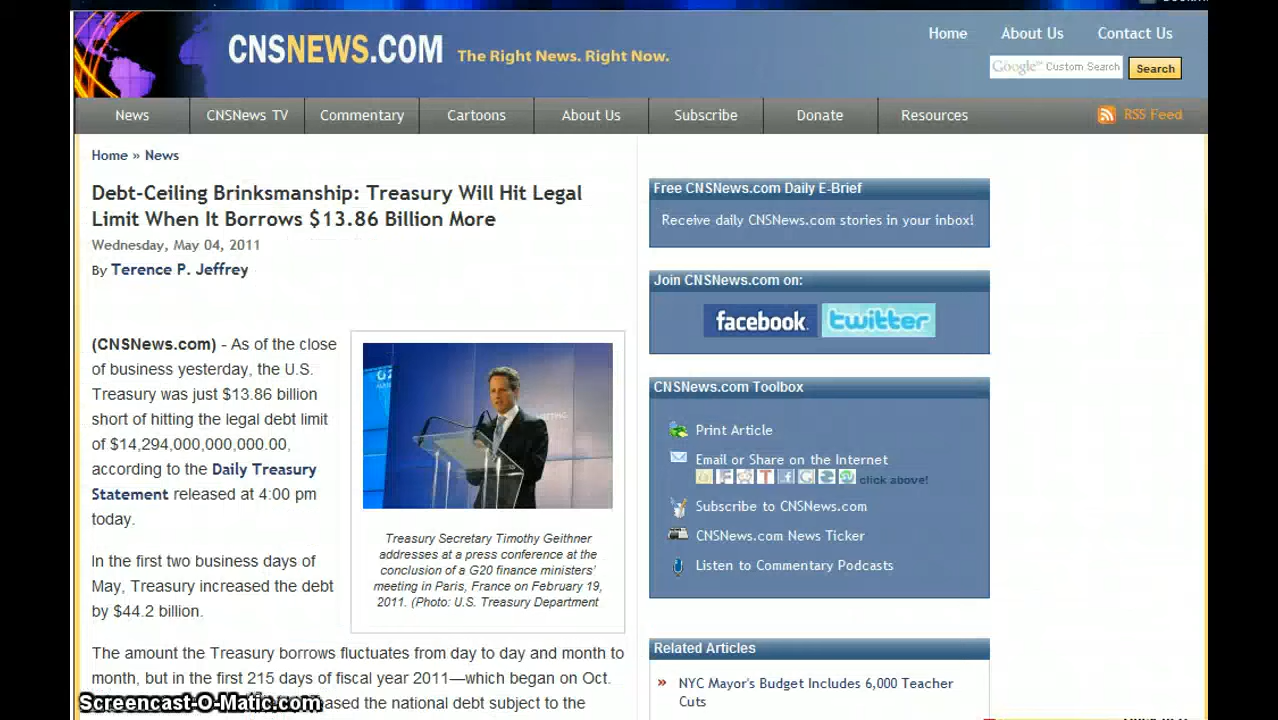 CNSNEWS.COM The Right News. Right Now.
Home About Us Contact Us
Google™ Custom Search Search
News CNSNews TV Commentary Cartoons About Us Subscribe Donate Resources RSS Feed
Home » News
Debt-Ceiling Brinksmanship: Treasury Will Hit Legal
Limit When It Borrows $13.86 Billion More
Wednesday, May 04, 2011
By Terence P. Jeffrey
(CNSNews.com) - As of the close
of business yesterday, the U.S.
Treasury was just $13.86 billion
short of hitting the legal debt limit
of $14,294,000,000,000.00,
according to the Daily Treasury
Statement released at 4:00 pm
today.
In the first two business days of
May, Treasury increased the debt
by $44.2 billion.
Treasury Secretary Timothy Geithner
addresses at a press conference at the
conclusion of a G20 finance ministers'
meeting in Paris, France on February 19,
2011. (Photo: U.S. Treasury Department
The amount the Treasury borrows fluctuates from day to day and month to
month, but in the first 215 days of fiscal year 2011—which began on Oct.
the national debt subject to the
Screencast-O-Matic.com
Free CNSNews.com Daily E-Brief
Receive daily CNSNews.com stories in your inbox!
Join CNSNews.com on:
facebook. twitter
CNSNews.com Toolbox
Print Article
Email or Share on the Internet
click above!
Subscribe to CNSNews.com
CNSNews.com News Ticker
Listen to Commentary Podcasts
Related Articles
» NYC Mayor's Budget Includes 6,000 Teacher
Cuts